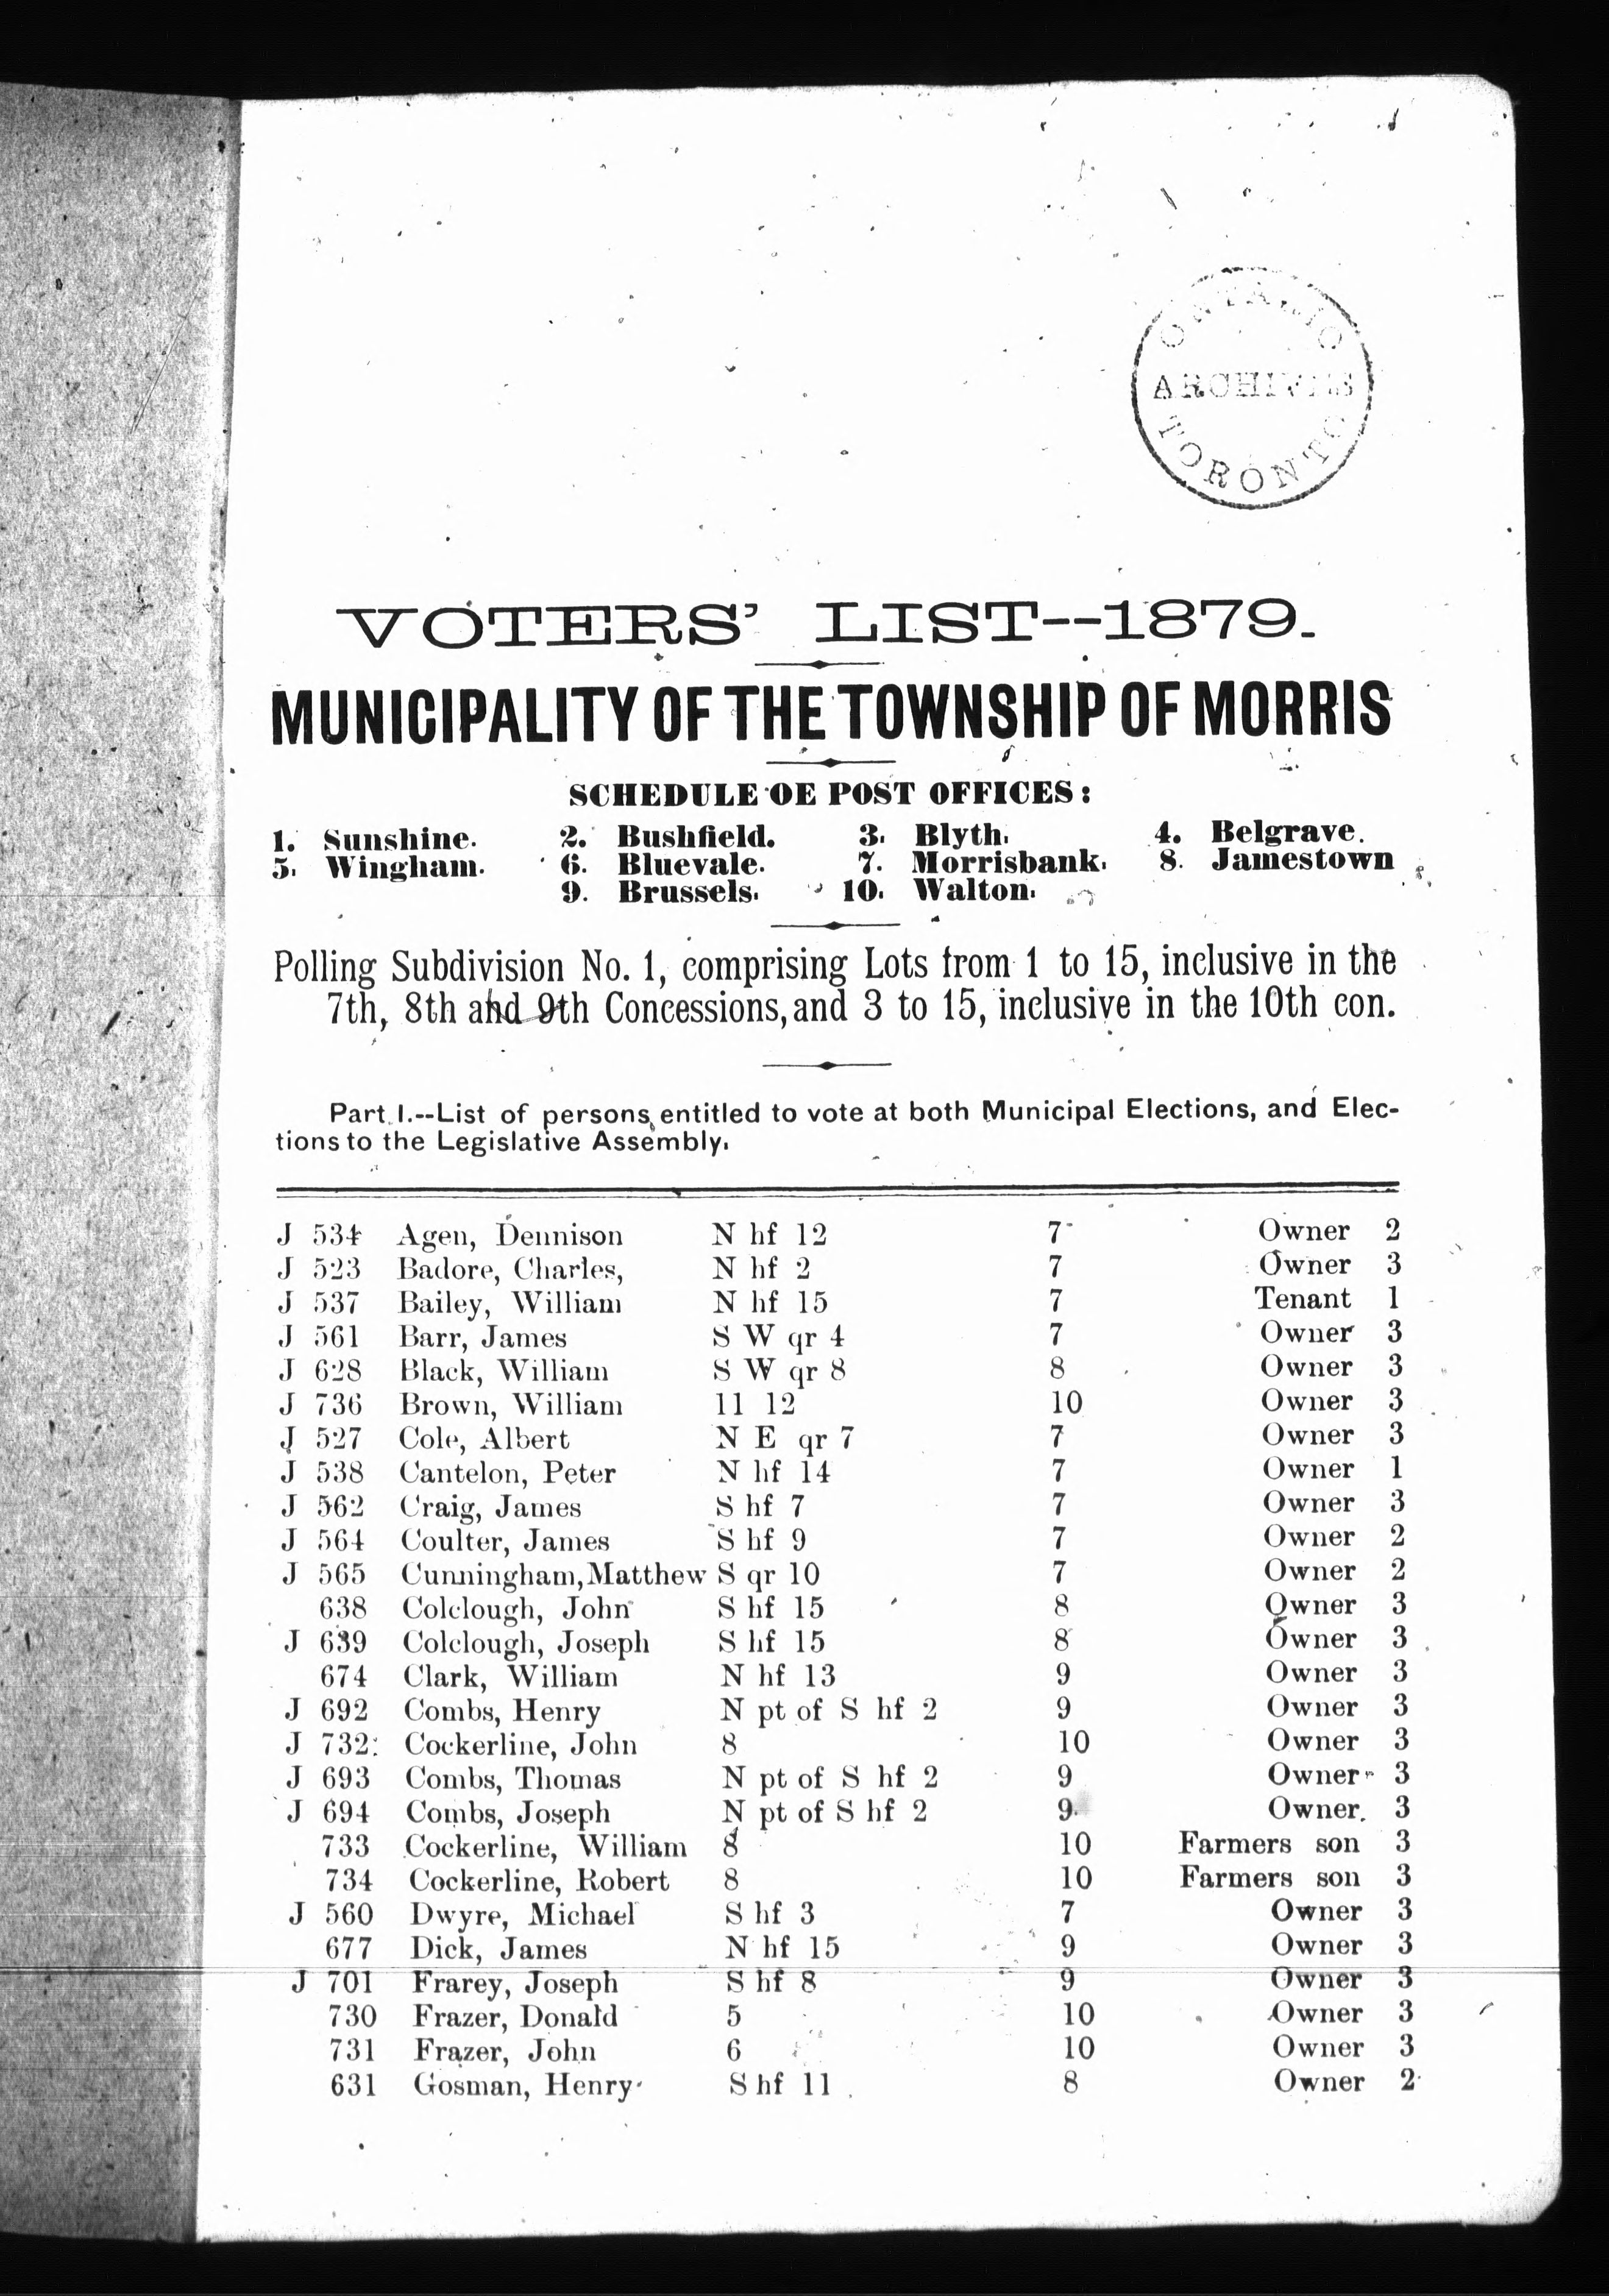 ONTARIO
ARCHIVES
TORONTO
VOTERS' LIST--1879.
MUNICIPALITY OF THE TOWNSHIP OF MORRIS
SCHEDULE OE POST OFFICES:
1. Sunshine. 2. Bushfield. 3. Blyth. 4. Belgrave.
5. Wingham. 6. Bluevale. 7. Morrisbank. 8. Jamestown
9. Brussels. 10. Walton.
Polling Subdivision No. 1, comprising Lots from 1 to 15, inclusive in the
7th, 8th and 9th Concessions, and 3 to 15, inclusive in the 10th con.
Part I.--List of persons entitled to vote at both Municipal Elections, and Elec-
tions to the Legislative Assembly.
J 534 Agen, Dennison N hf 12 7 Owner 2
J 523 Badore, Charles, N hf 2 7 Owner 3
J 537 Bailey, William N hf 15 7 Tenant 1
J 561 Barr, James S W qr 4 7 Owner 3
J 628 Black, William S W qr 8 8 Owner 3
J 736 Brown, William 11 12 10 Owner 3
J 527 Cole, Albert N E qr 7 7 Owner 3
J 538 Cantelon, Peter N hf 14 7 Owner 1
J 562 Craig, James S hf 7 7 Owner 3
J 564 Coulter, James S hf 9 7 Owner 2
J 565 Cunningham, Matthew S qr 10 7 Owner 2
638 Colclough, John S hf 15 8 Owner 3
J 639 Colclough, Joseph S hf 15 8 Owner 3
674 Clark, William N hf 13 9 Owner 3
J 692 Combs, Henry N pt of S hf 2 9 Owner 3
J 732 Cockerline, John 8 10 Owner 3
J 693 Combs, Thomas N pt of S hf 2 9 Owner 3
J 694 Combs, Joseph N pt of S hf 2 9 Owner. 3
733 Cockerline, William 8 10 Farmers son 3
734 Cockerline, Robert 8 10 Farmers son 3
J 560 Dwyre, Michael S hf 3 7 Owner 3
677 Dick, James N hf 15 9 Owner 3
J 701 Frarey, Joseph S hf 8 9 Owner 3
730 Frazer, Donald 5 10 Owner 3
731 Frazer, John 6 10 Owner 3
631 Gosman, Henry S hf 11 8 Owner 2